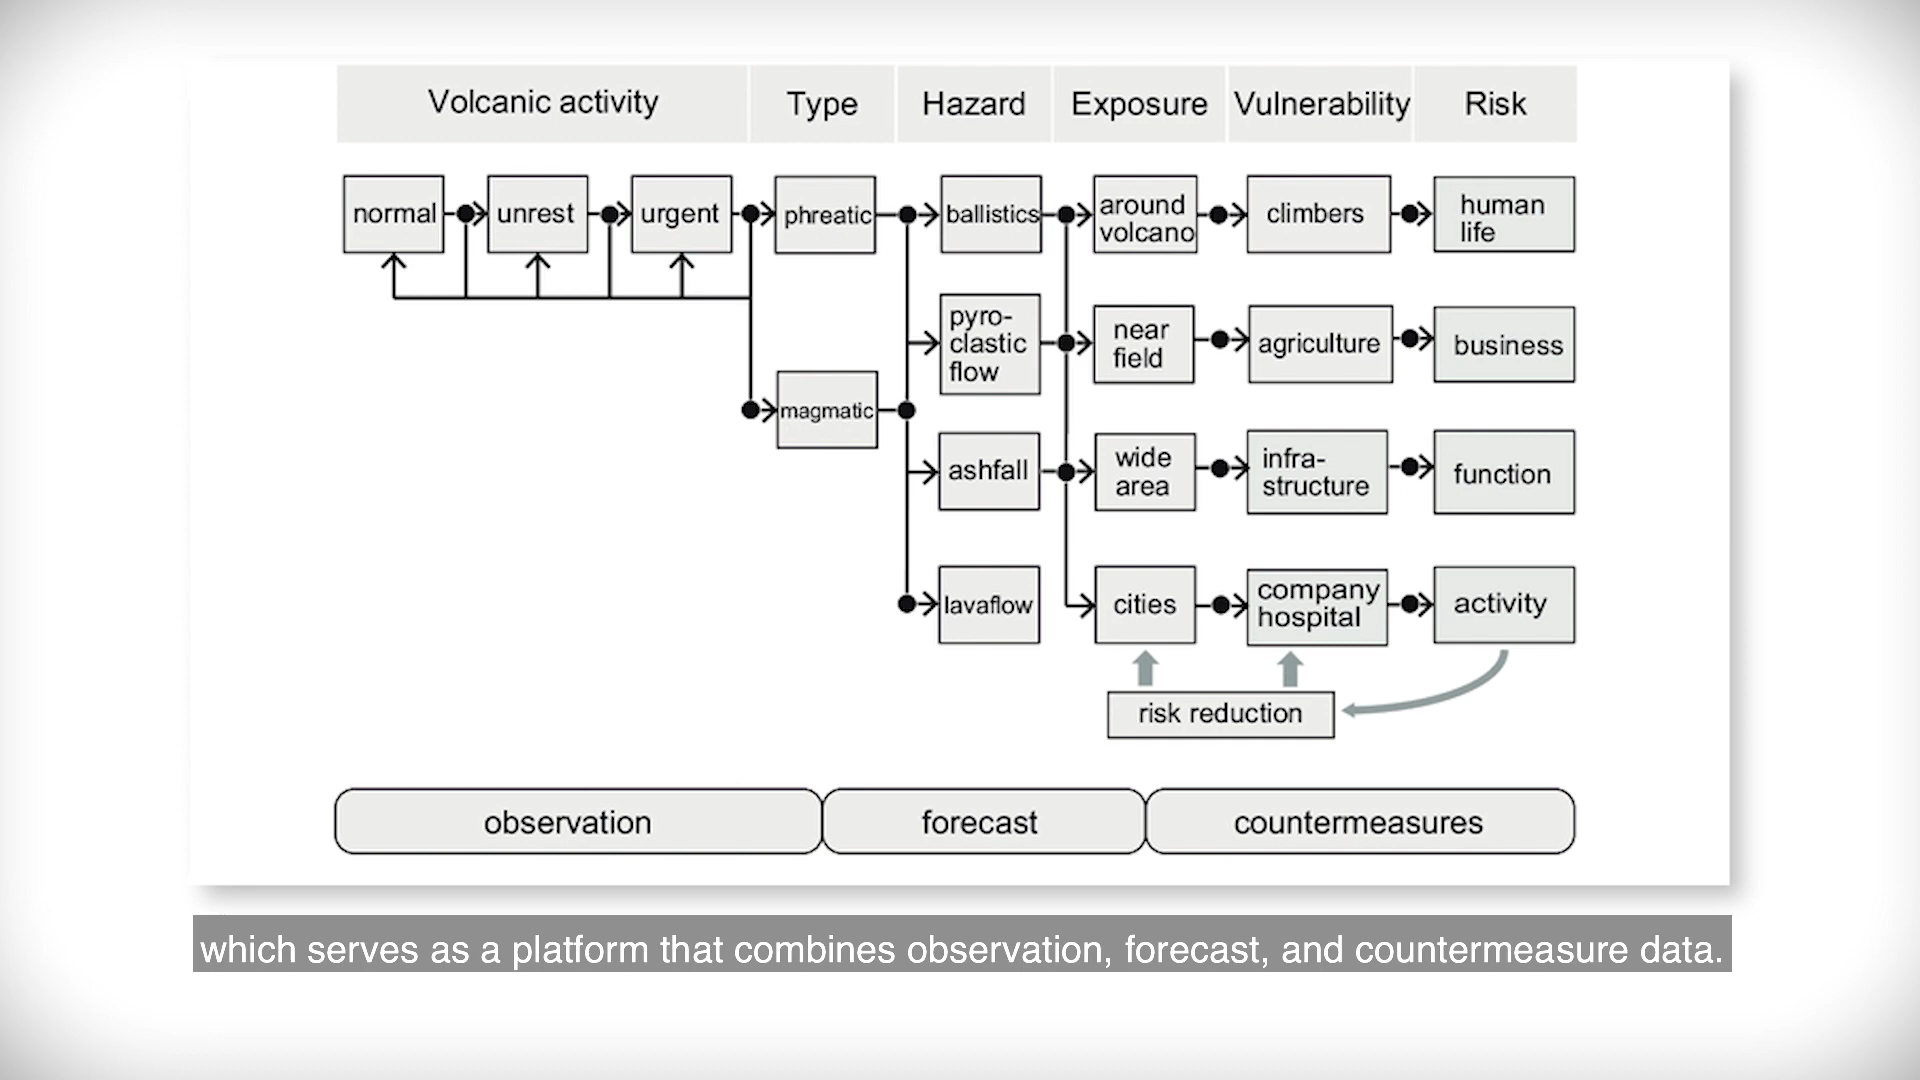 Volcanic activity
Type
Hazard
Exposure
Vulnerability
Risk
normal
unrest
urgent
phreatic
ballistics
around
volcano
climbers
human
life
pyro-
clastic
flow
near
field
agriculture
business
magmatic
ashfall
wide
area
infra-
structure
function
lavaflow
cities
company
hospital
activity
risk reduction
observation
forecast
countermeasures
which serves as a platform that combines observation, forecast, and countermeasure data.